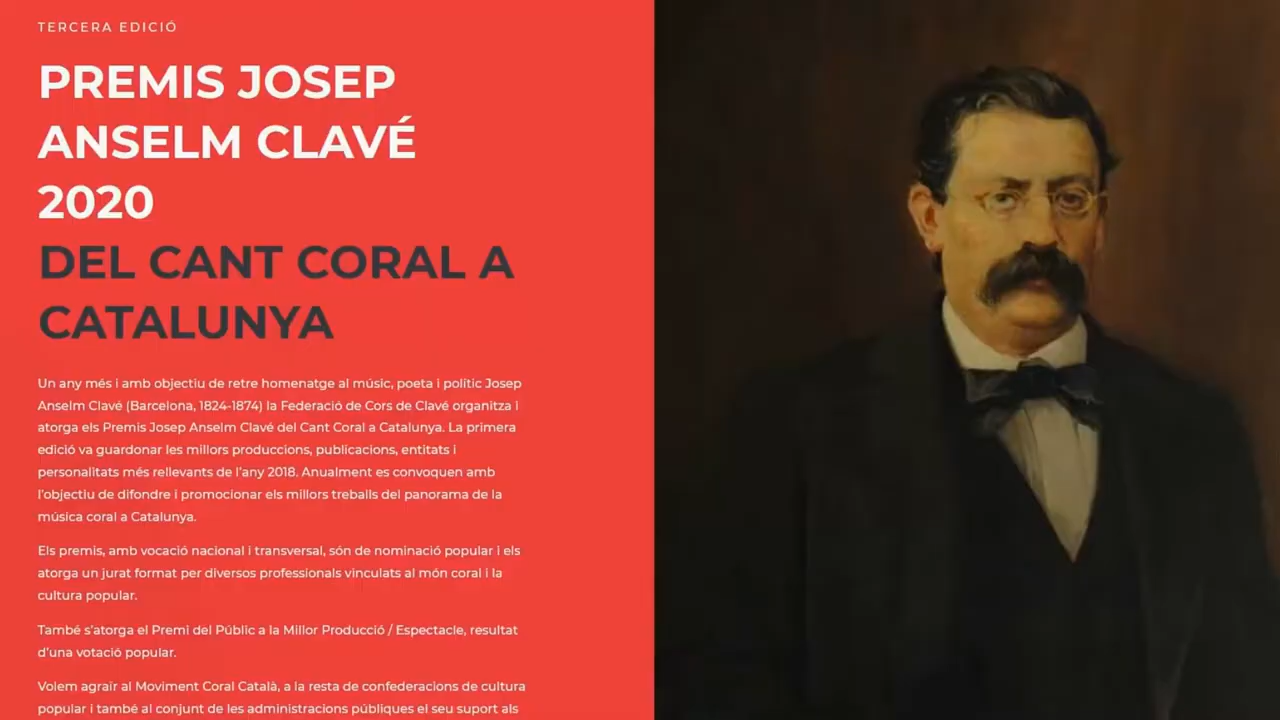 TERCERA EDICIÓ
PREMIS JOSEP
ANSELM CLAVÉ
2020
DEL CANT CORAL A
CATALUNYA
Un any més i amb objectiu de retre homenatge al músic, poeta i polític Josep
Anselm Clavé (Barcelona, 1824-1874) la Federació de Cors de Clavé organitza i
atorga els Premis Josep Anselm Clavé del Cant Coral a Catalunya. La primera
edició va guardonar les millors produccions, publicacions, entitats i
personalitats més rellevants de l'any 2018. Anualment es convoquen amb
l'objectiu de difondre i promocionar els millors treballs del panorama de la
música coral a Catalunya.
Els premis, amb vocació nacional i transversal, són de nominació popular i els
atorga un jurat format per diversos professionals vinculats al món coral i la
cultura popular.
També s'atorga el Premi del Públic a la Millor Producció / Espectacle, resultat
d'una votació popular.
Volem agrair al Moviment Coral Català, a la resta de confederacions de cultura
popular i també al conjunt de les administracions públiques el seu suport als